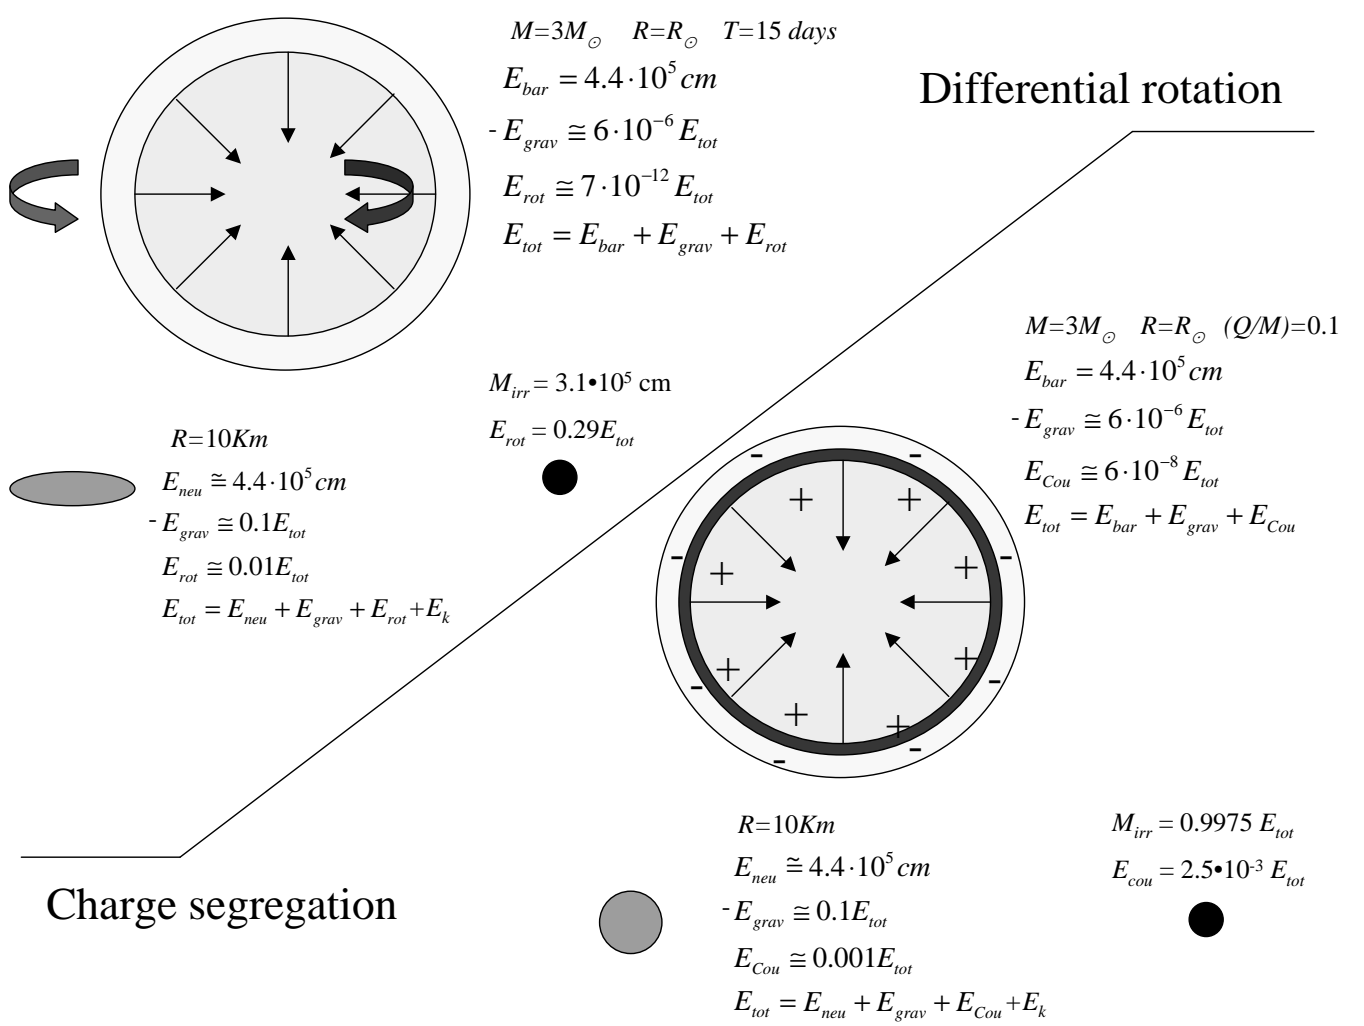 M=3M☉ R=R☉ T=15 days
E_bar = 4.4·10^5 cm
- E_grav ≅ 6·10^−6 E_tot
E_rot ≅ 7·10^−12 E_tot
E_tot = E_bar + E_grav + E_rot
Differential rotation
M_irr = 3.1•10^5 cm
E_rot = 0.29E_tot
R=10Km
E_neu ≅ 4.4·10^5 cm
- E_grav ≅ 0.1E_tot
E_rot ≅ 0.01E_tot
E_tot = E_neu + E_grav + E_rot + E_k
M=3M☉ R=R☉ (Q/M)=0.1
E_bar = 4.4·10^5 cm
- E_grav ≅ 6·10^−6 E_tot
E_Cou ≅ 6·10^−8 E_tot
E_tot = E_bar + E_grav + E_Cou
- -
+ +
- -
+ +
+ +
- -
+ +
- -
Charge segregation
R=10Km
E_neu ≅ 4.4·10^5 cm
- E_grav ≅ 0.1E_tot
E_Cou ≅ 0.001E_tot
E_tot = E_neu + E_grav + E_Cou + E_k
M_irr = 0.9975 E_tot
E_cou = 2.5•10^-3 E_tot